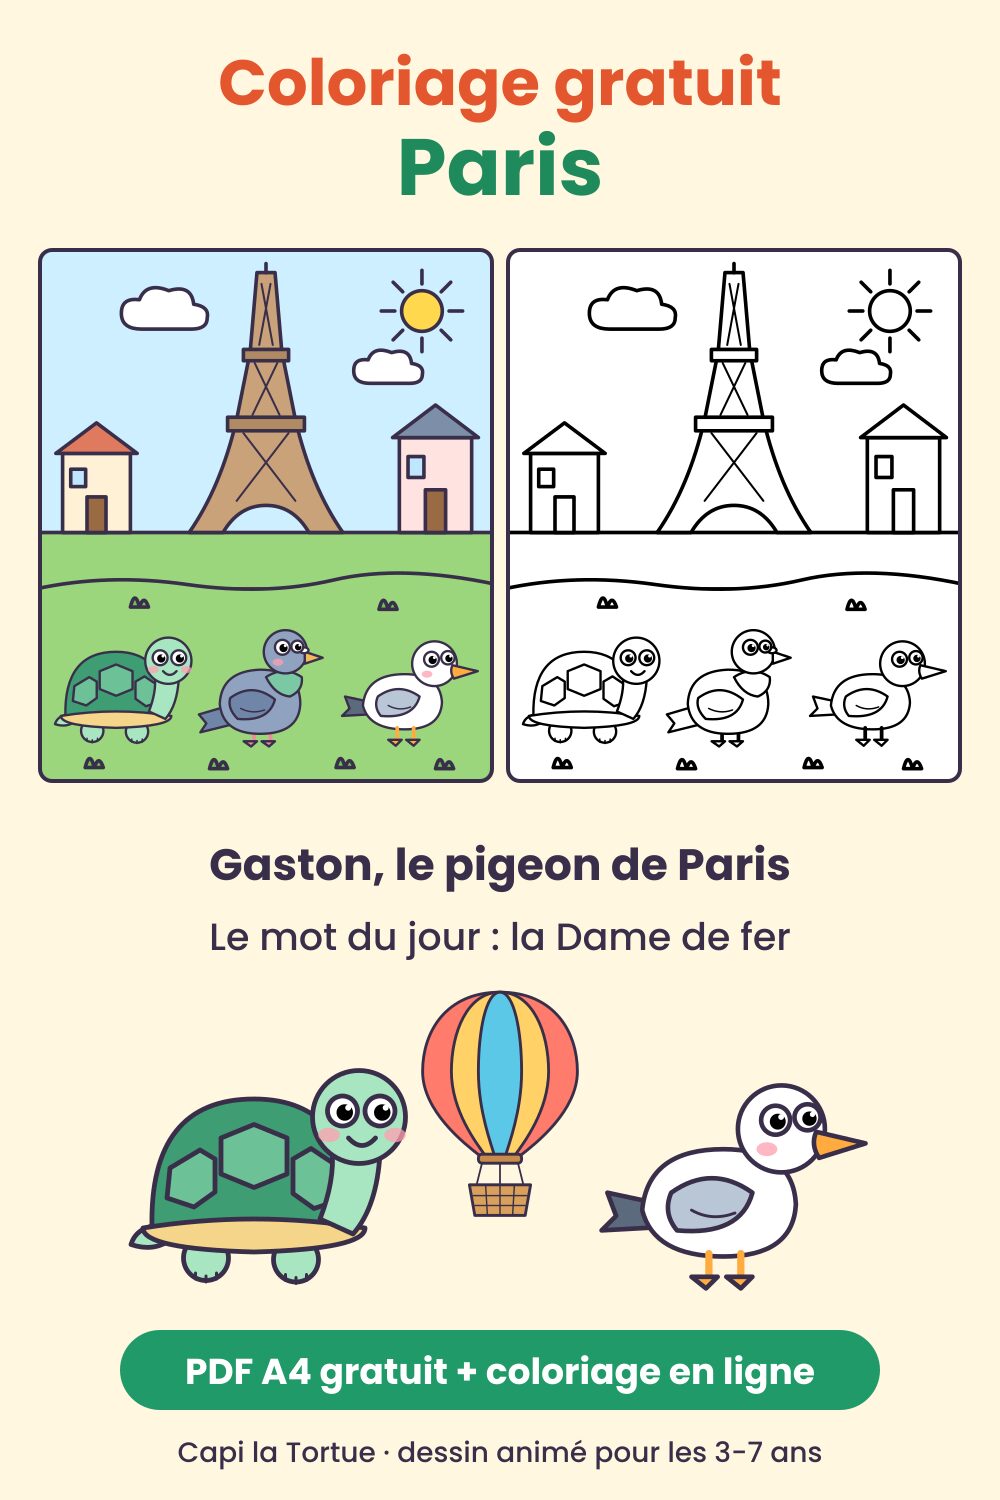 Coloriage gratuit
Paris
Gaston, le pigeon de Paris
Le mot du jour : la Dame de fer
PDF A4 gratuit + coloriage en ligne
Capi la Tortue · dessin animé pour les 3-7 ans